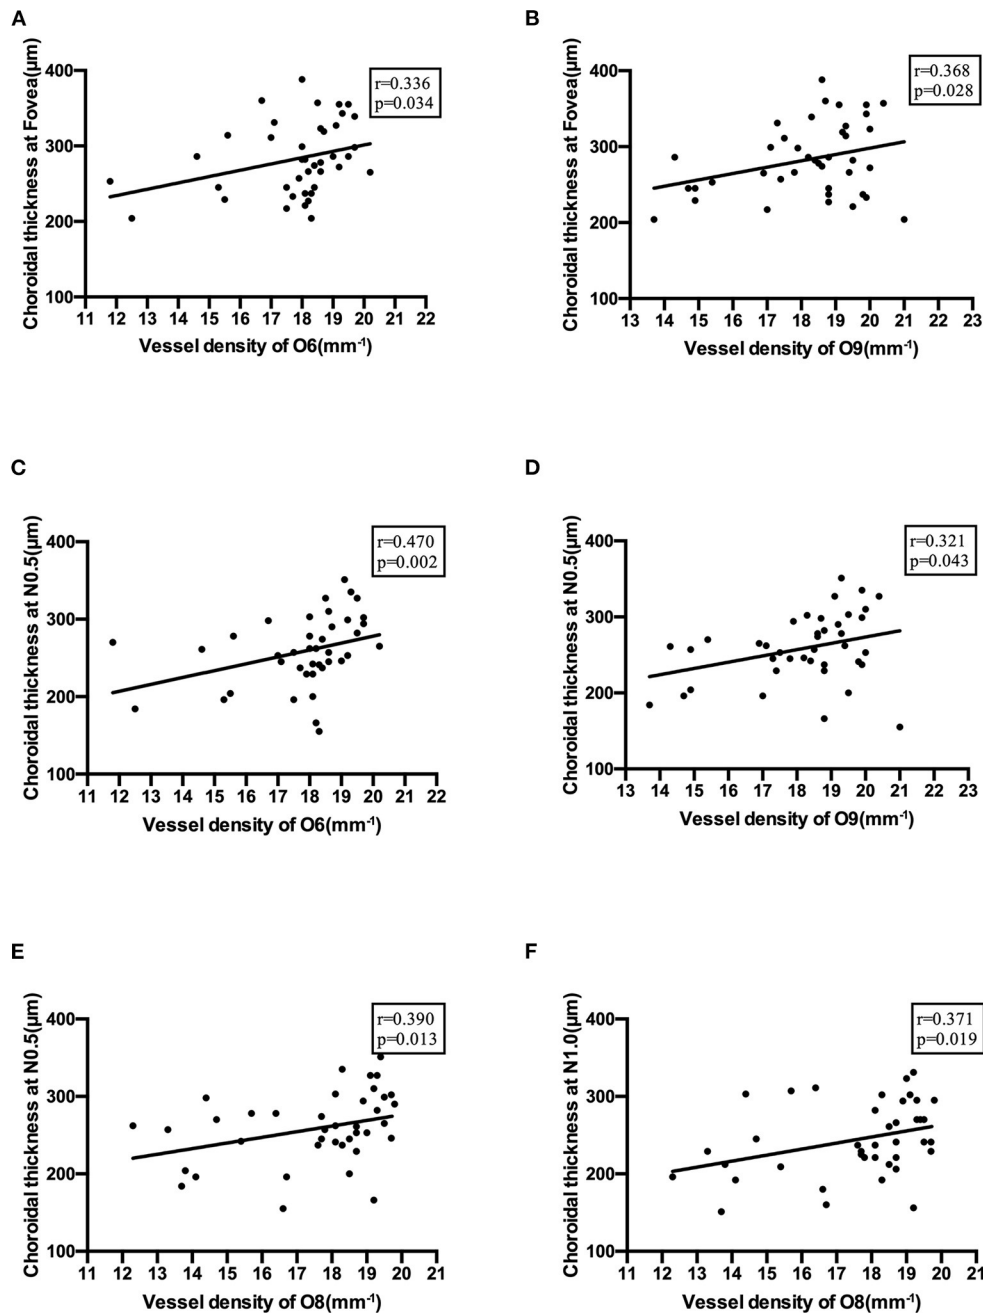 A
Choroidal thickness at Fovea(μm)
400
300
200
100
r=0.336
p=0.034
11 12 13 14 15 16 17 18 19 20 21 22
Vessel density of O6(mm-1)
B
Choroidal thickness at Fovea(μm)
400
300
200
100
r=0.368
p=0.028
13 14 15 16 17 18 19 20 21 22 23
Vessel density of O9(mm-1)
C
Choroidal thickness at N0.5(μm)
400
300
200
100
r=0.470
p=0.002
11 12 13 14 15 16 17 18 19 20 21 22
Vessel density of O6(mm-1)
D
Choroidal thickness at N0.5(μm)
400
300
200
100
r=0.321
p=0.043
13 14 15 16 17 18 19 20 21 22 23
Vessel density of O9(mm-1)
E
Choroidal thickness at N0.5(μm)
400
300
200
100
r=0.390
p=0.013
11 12 13 14 15 16 17 18 19 20 21
Vessel density of O8(mm-1)
F
Choroidal thickness at N1.0(μm)
400
300
200
100
r=0.371
p=0.019
11 12 13 14 15 16 17 18 19 20 21
Vessel density of O8(mm-1)